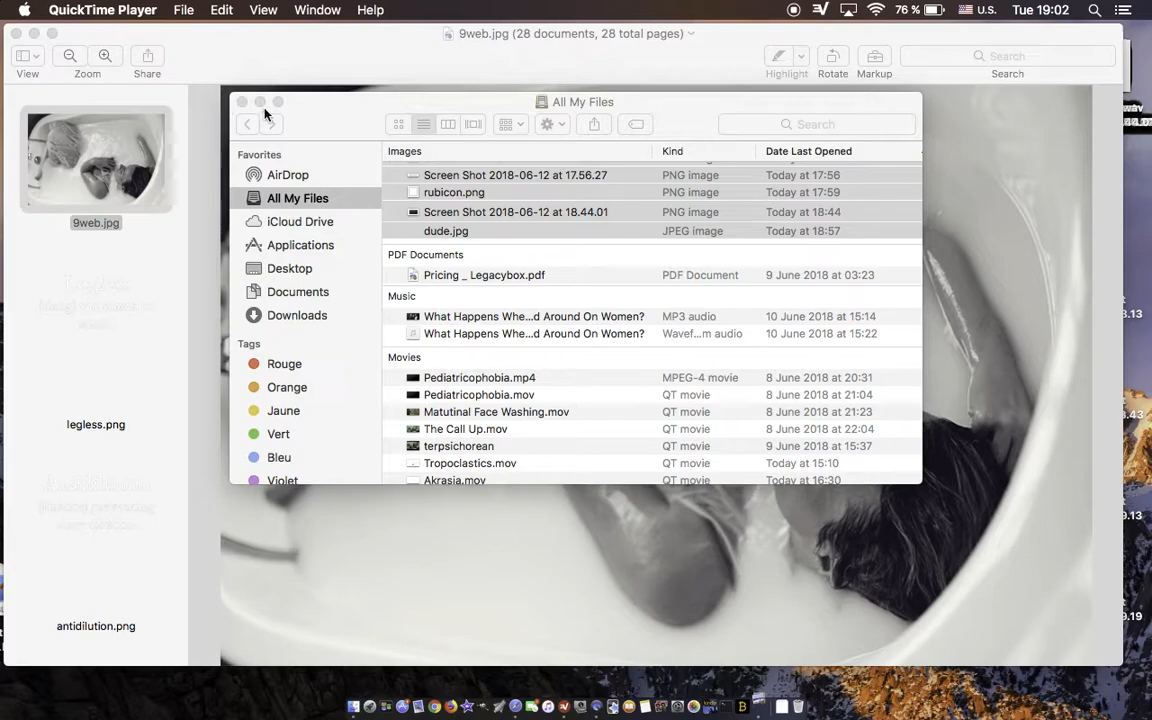 QuickTime Player File Edit View Window Help 76 % U.S. Tue 19:02
9web.jpg (28 documents, 28 total pages)
View Zoom Share Highlight Rotate Markup Search
Search
9web.jpg
legless.png
antidilution.png
All My Files
Search
Favorites
AirDrop
All My Files
iCloud Drive
Applications
Desktop
Documents
Downloads
Tags
Rouge
Orange
Jaune
Vert
Bleu
Violet
Images Kind Date Last Opened
Screen Shot 2018-06-12 at 17.56.27 PNG image Today at 17:56
rubicon.png PNG image Today at 17:59
Screen Shot 2018-06-12 at 18.44.01 PNG image Today at 18:44
dude.jpg JPEG image Today at 18:57
PDF Documents
Pricing _ Legacybox.pdf PDF Document 9 June 2018 at 03:23
Music
What Happens Whe...d Around On Women? MP3 audio 10 June 2018 at 15:14
What Happens Whe...d Around On Women? Wavef...m audio 10 June 2018 at 15:22
Movies
Pediatricophobia.mp4 MPEG-4 movie 8 June 2018 at 20:31
Pediatricophobia.mov QT movie 8 June 2018 at 21:04
Matutinal Face Washing.mov QT movie 8 June 2018 at 21:23
The Call Up.mov QT movie 8 June 2018 at 22:04
terpsichorean QT movie 9 June 2018 at 15:37
Tropoclastics.mov QT movie Today at 15:10
Akrasia.mov QT movie Today at 16:30
wav
3.13
.43
9.13
9.19